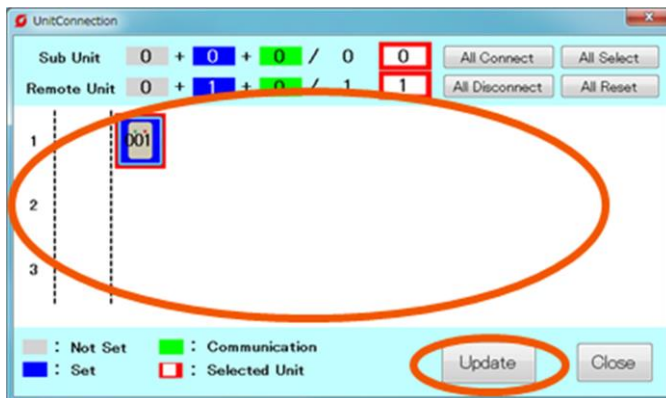 UnitConnection
Sub Unit 0 + 0 + 0 / 0 0 All Connect All Select
Remote Unit 0 + 1 + 0 / 1 1 All Disconnect All Reset
1 001
2
3
: Not Set : Communication
: Set : Selected Unit
Update Close